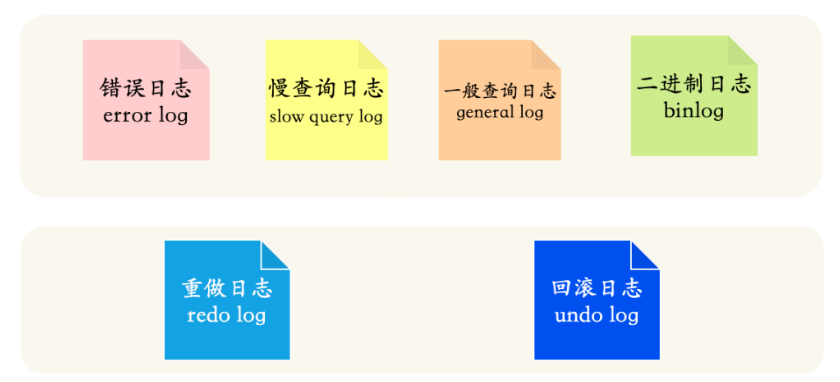 错误日志
error log
慢查询日志
slow query log
一般查询日志
general log
二进制日志
binlog
重做日志
redo log
回滚日志
undo log